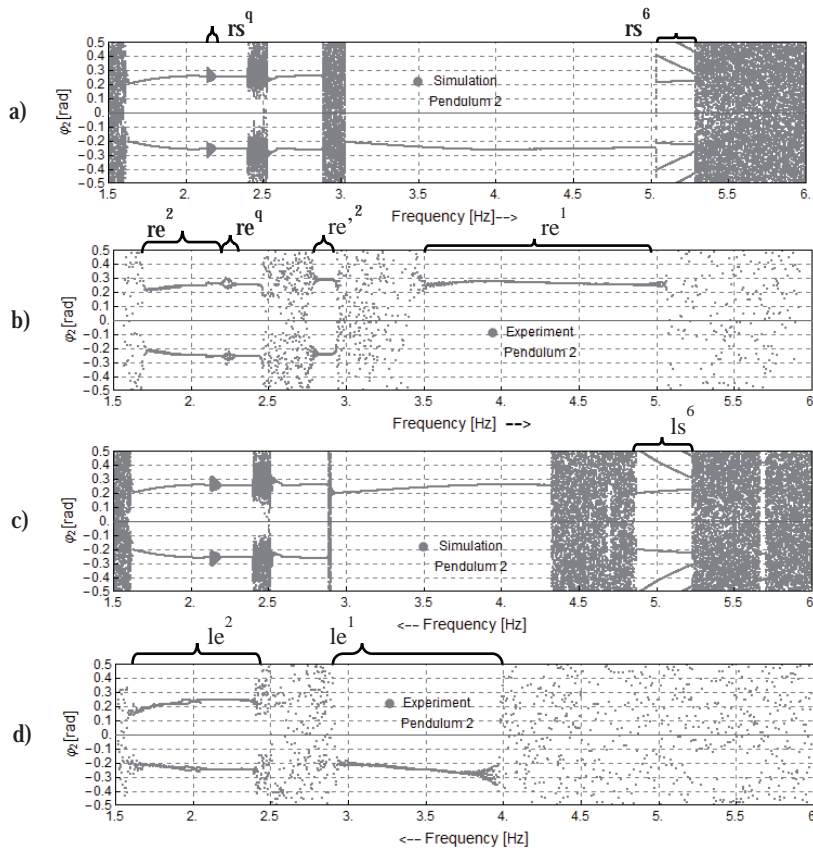 rs^q
rs^6
a)
φ2 [rad]
0.5
0.4
0.3
0.2
0.1
0.
−0.1
−0.2
−0.3
−0.4
−0.5
Simulation
Pendulum 2
1.5 2. 2.5 3. 3.5 4. 4.5 5. 5.5 6.
Frequency [Hz]-->
re^2 re^q re'^2 re^1
b)
φ2 [rad]
0.5
0.4
0.3
0.2
0.1
0.
−0.1
−0.2
−0.3
−0.4
−0.5
Experiment
Pendulum 2
1.5 2. 2.5 3. 3.5 4. 4.5 5. 5.5 6.
Frequency [Hz] -->
ls^6
c)
φ2 [rad]
0.5
0.4
0.3
0.2
0.1
0.
−0.1
−0.2
−0.3
−0.4
−0.5
Simulation
Pendulum 2
1.5 2. 2.5 3. 3.5 4. 4.5 5. 5.5 6.
<-- Frequency [Hz]
le^2 le^1
d)
φ2 [rad]
0.5
0.4
0.3
0.2
0.1
0.
−0.1
−0.2
−0.3
−0.4
−0.5
Experiment
Pendulum 2
1.5 2. 2.5 3. 3.5 4. 4.5 5. 5.5 6.
<-- Frequency [Hz]